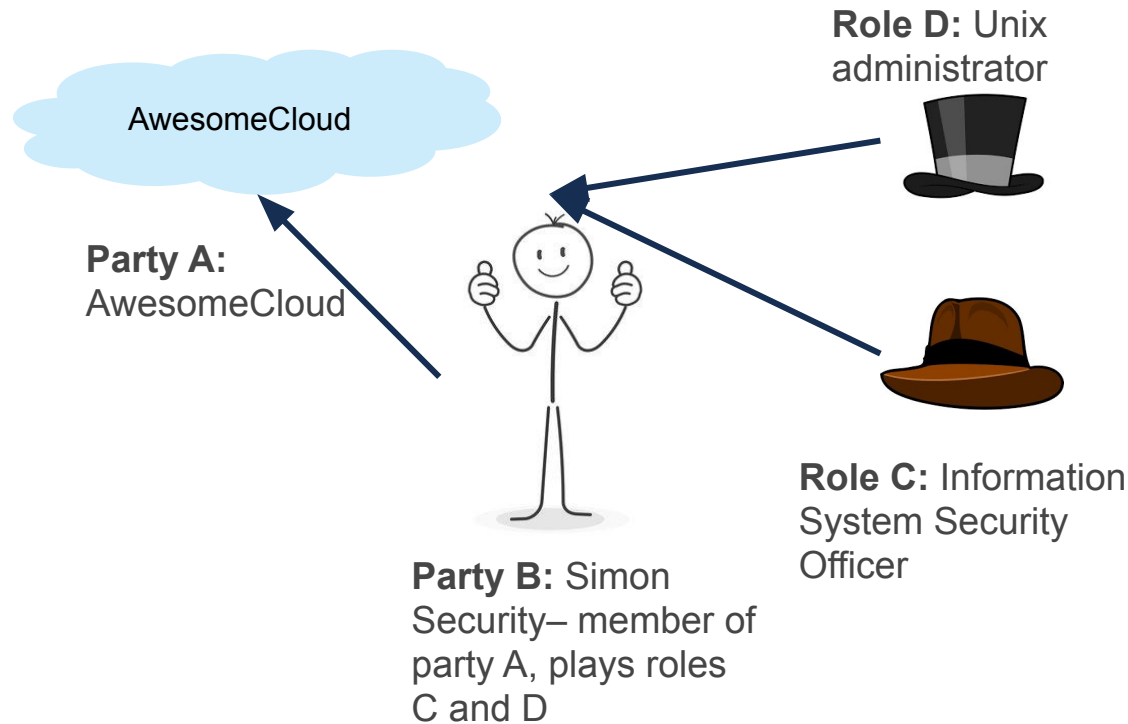 AwesomeCloud
Role D: Unix
administrator
Party A:
AwesomeCloud
Role C: Information
System Security
Officer
Party B: Simon
Security– member of
party A, plays roles
C and D